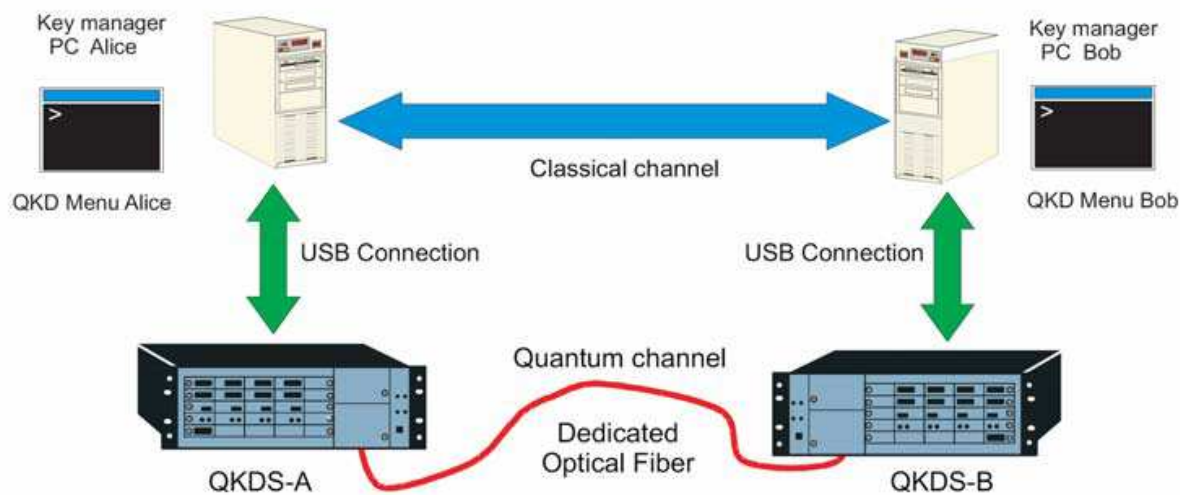 Key manager
PC Alice
>
QKD Menu Alice
Key manager
PC Bob
>
QKD Menu Bob
Classical channel
USB Connection
USB Connection
Quantum channel
Dedicated
Optical Fiber
QKDS-A
QKDS-B